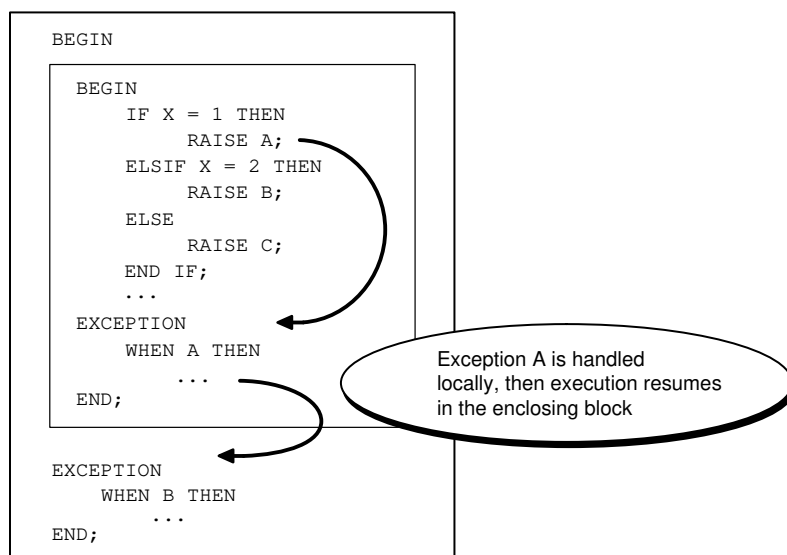 BEGIN
BEGIN
IF X = 1 THEN
RAISE A;
ELSIF X = 2 THEN
RAISE B;
ELSE
RAISE C;
END IF;
...
EXCEPTION
WHEN A THEN
...
END;
Exception A is handled
locally, then execution resumes
in the enclosing block
EXCEPTION
WHEN B THEN
...
END;